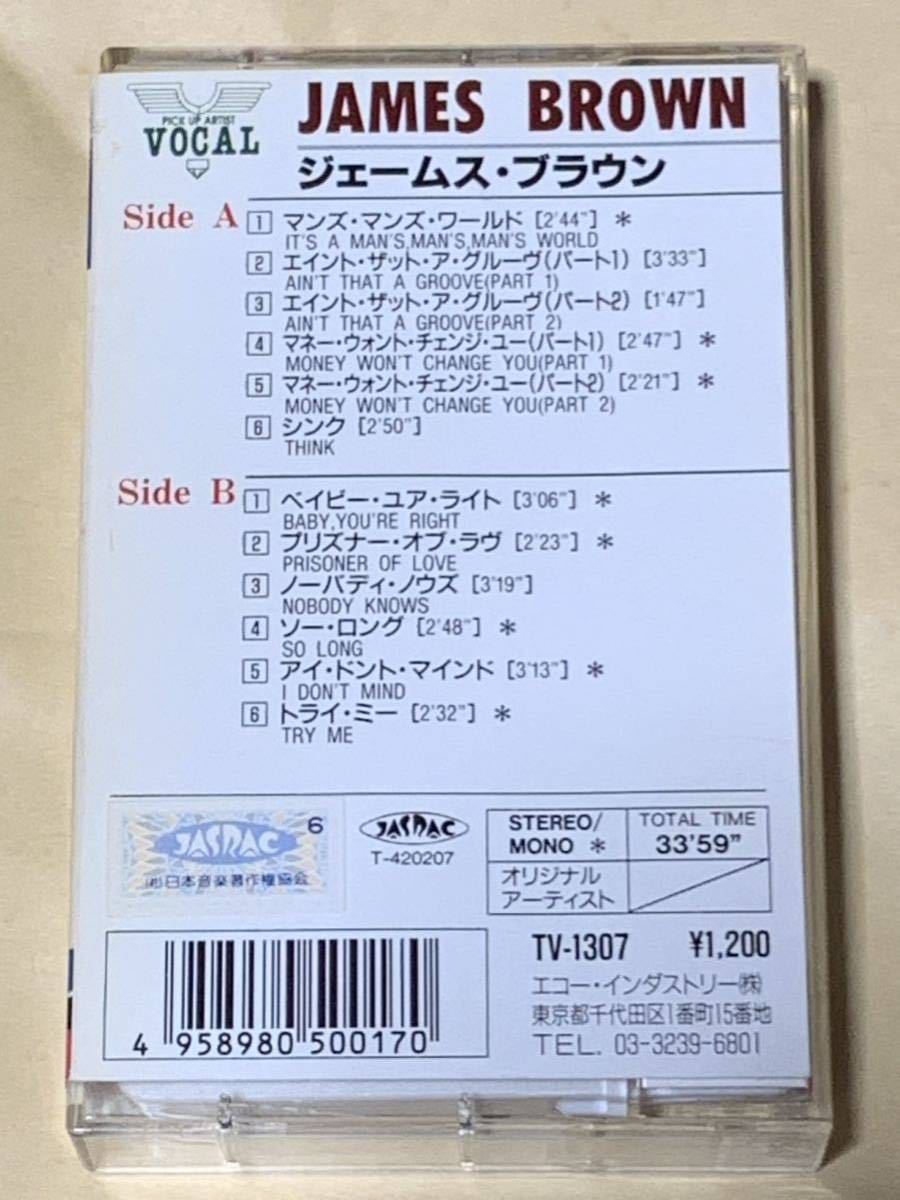 PICK UP ARTIST
VOCAL
JAMES BROWN
ジェームス・ブラウン
Side A
1 マンズ・マンズ・ワールド [2'44"] *
IT'S A MAN'S,MAN'S,MAN'S WORLD
2 エイント・ザット・ア・グルーヴ(パート1) [3'33"]
AIN'T THAT A GROOVE(PART 1)
3 エイント・ザット・ア・グルーヴ(パート2) [1'47"]
AIN'T THAT A GROOVE(PART 2)
4 マネー・ウォント・チェンジ・ユー(パート1) [2'47"] *
MONEY WON'T CHANGE YOU(PART 1)
5 マネー・ウォント・チェンジ・ユー(パート2) [2'21"] *
MONEY WON'T CHANGE YOU(PART 2)
6 シンク [2'50"]
THINK
Side B
1 ベイビー・ユア・ライト [3'06"] *
BABY,YOU'RE RIGHT
2 プリズナー・オブ・ラヴ [2'23"] *
PRISONER OF LOVE
3 ノーバディ・ノウズ [3'19"]
NOBODY KNOWS
4 ソー・ロング [2'48"] *
SO LONG
5 アイ・ドント・マインド [3'13"] *
I DON'T MIND
6 トライ・ミー [2'32"] *
TRY ME
6
JASRAC
㈳日本音楽著作権協会
JASRAC
T-420207
STEREO/
MONO *
TOTAL TIME
33'59"
オリジナル
アーティスト
4 958980 500170
TV-1307 ¥1,200
エコー・インダストリー㈱
東京都千代田区1番町15番地
TEL. 03-3239-6801